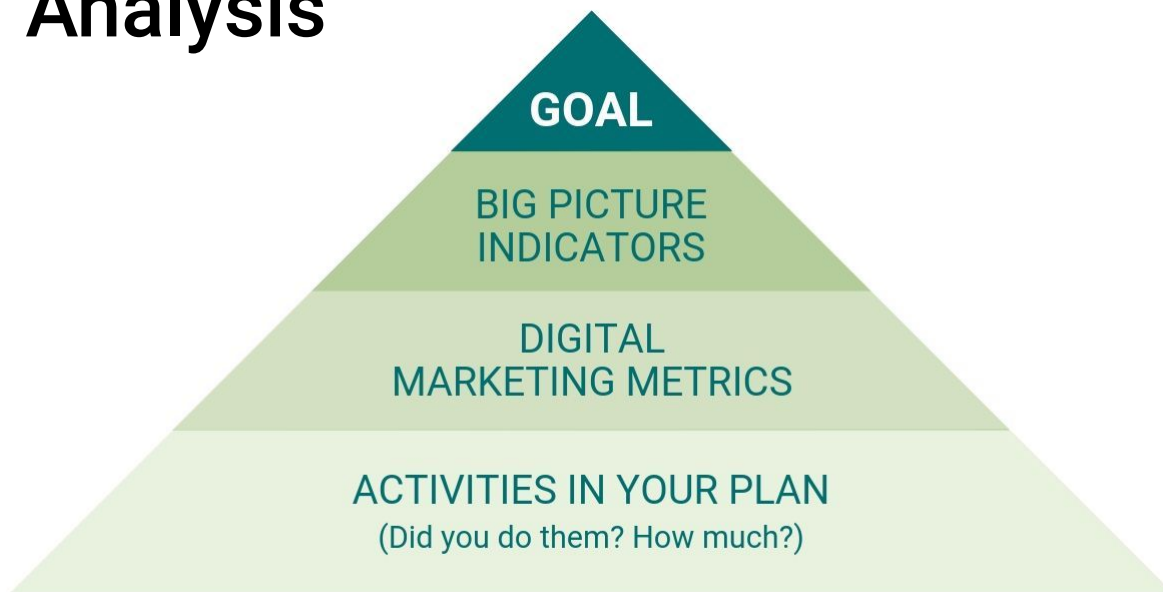 Analysis
GOAL
BIG PICTURE
INDICATORS
DIGITAL
MARKETING METRICS
ACTIVITIES IN YOUR PLAN
(Did you do them? How much?)